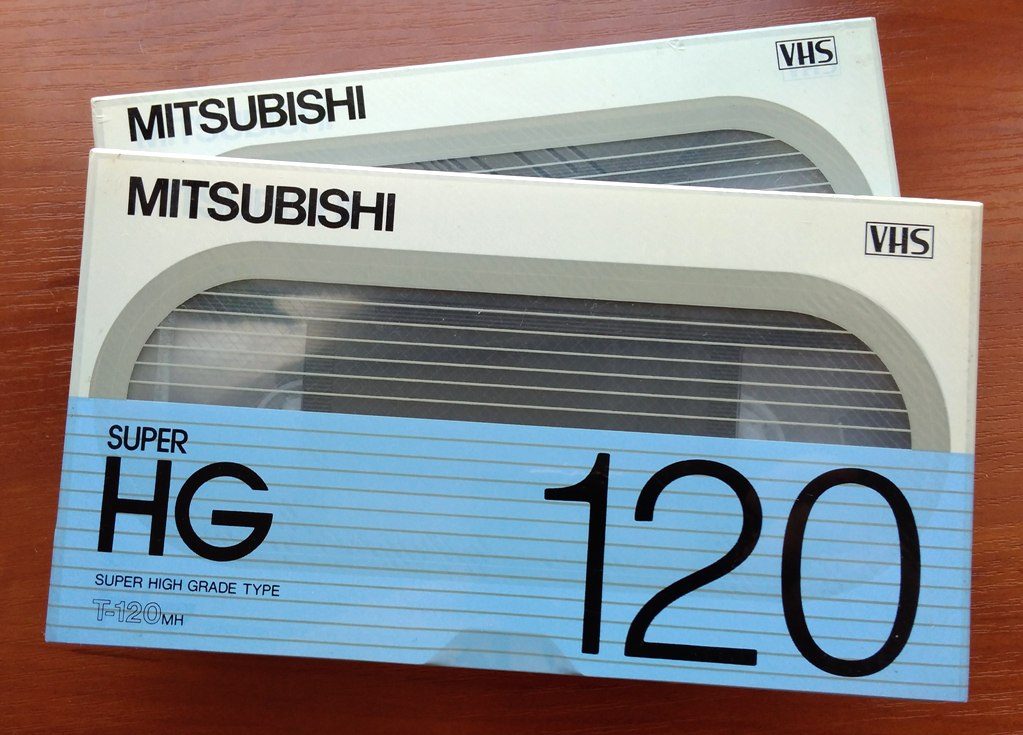 MITSUBISHI
VHS
MITSUBISHI
VHS
SUPER
HG
120
SUPER HIGH GRADE TYPE
T-120MH